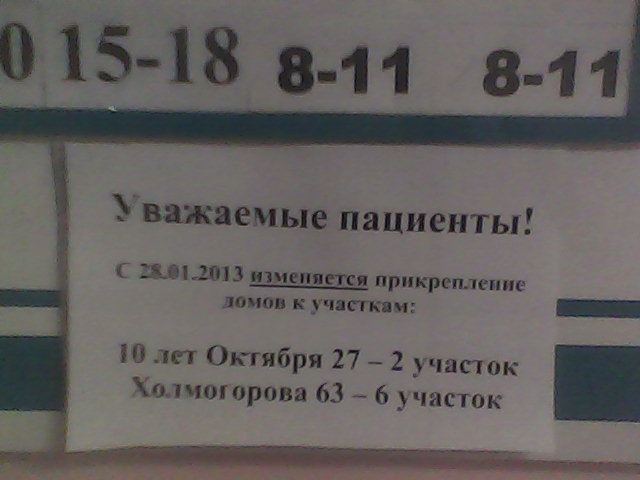 0 15-18 8-11 8-11
Уважаемые пациенты!
С 28.01.2013 изменяется прикрепление
домов к участкам:
10 лет Октября 27 – 2 участок
Холмогорова 63 – 6 участок